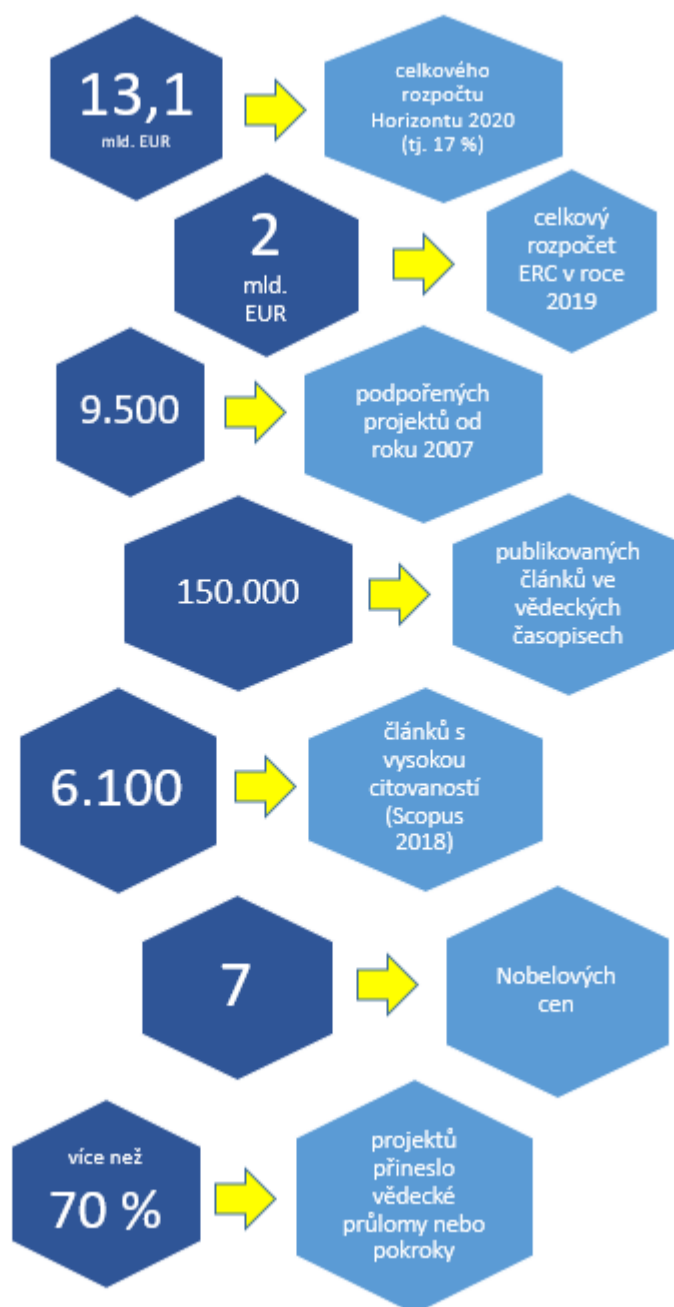 13,1
mld. EUR
celkového
rozpočtu
Horizontu 2020
(tj. 17 %)
2
mld.
EUR
celkový
rozpočet
ERC v roce
2019
9.500
podpořených
projektů od
roku 2007
150.000
publikovaných
článků ve
vědeckých
časopisech
6.100
článků s
vysokou
citovaností
(Scopus
2018)
7
Nobelových
cen
více než
70 %
projektů
přineslo
vědecké
průlomy nebo
pokroky